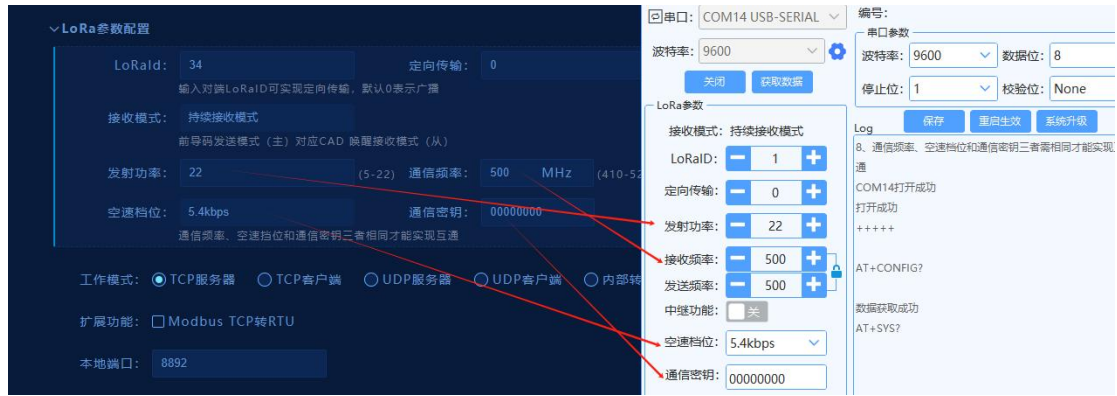 LoRa参数配置
LoRaId: 34 定向传输: 0
输入对端LoRaID可实现定向传输，默认0表示广播
接收模式: 持续接收模式
前导码发送模式（主）对应CAD 唤醒接收模式（从）
发射功率: 22 (5-22) 通信频率: 500 MHz (410-52
空速档位: 5.4kbps 通信密钥: 00000000
通信频率、空速档位和通信密钥三者相同才能实现互通
工作模式: TCP服务器 TCP客户端 UDP服务器 UDP客户端 内部转
扩展功能: Modbus TCP转RTU
本地端口: 8892
串口: COM14 USB-SERIAL
波特率: 9600
关闭 获取数据
LoRa参数
接收模式: 持续接收模式
LoRaID: 1
定向传输: 0
发射功率: 22
接收频率: 500
发送频率: 500
中继功能: 关
空速档位: 5.4kbps
通信密钥: 00000000
编号:
串口参数
波特率: 9600 数据位: 8
停止位: 1 校验位: None
保存 重启生效 系统升级
Log
8、通信频率、空速档位和通信密钥三者需相同才能实现互
通
COM14打开成功
打开成功
+++++
AT+CONFIG?
数据获取成功
AT+SYS?